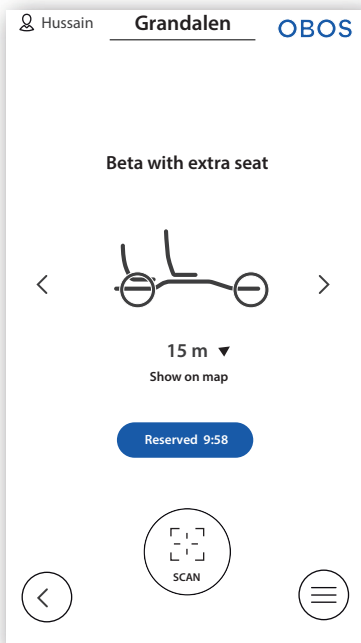 Hussain
Grandalen
OBOS
Beta with extra seat
15 m
Show on map
Reserved 9:58
SCAN